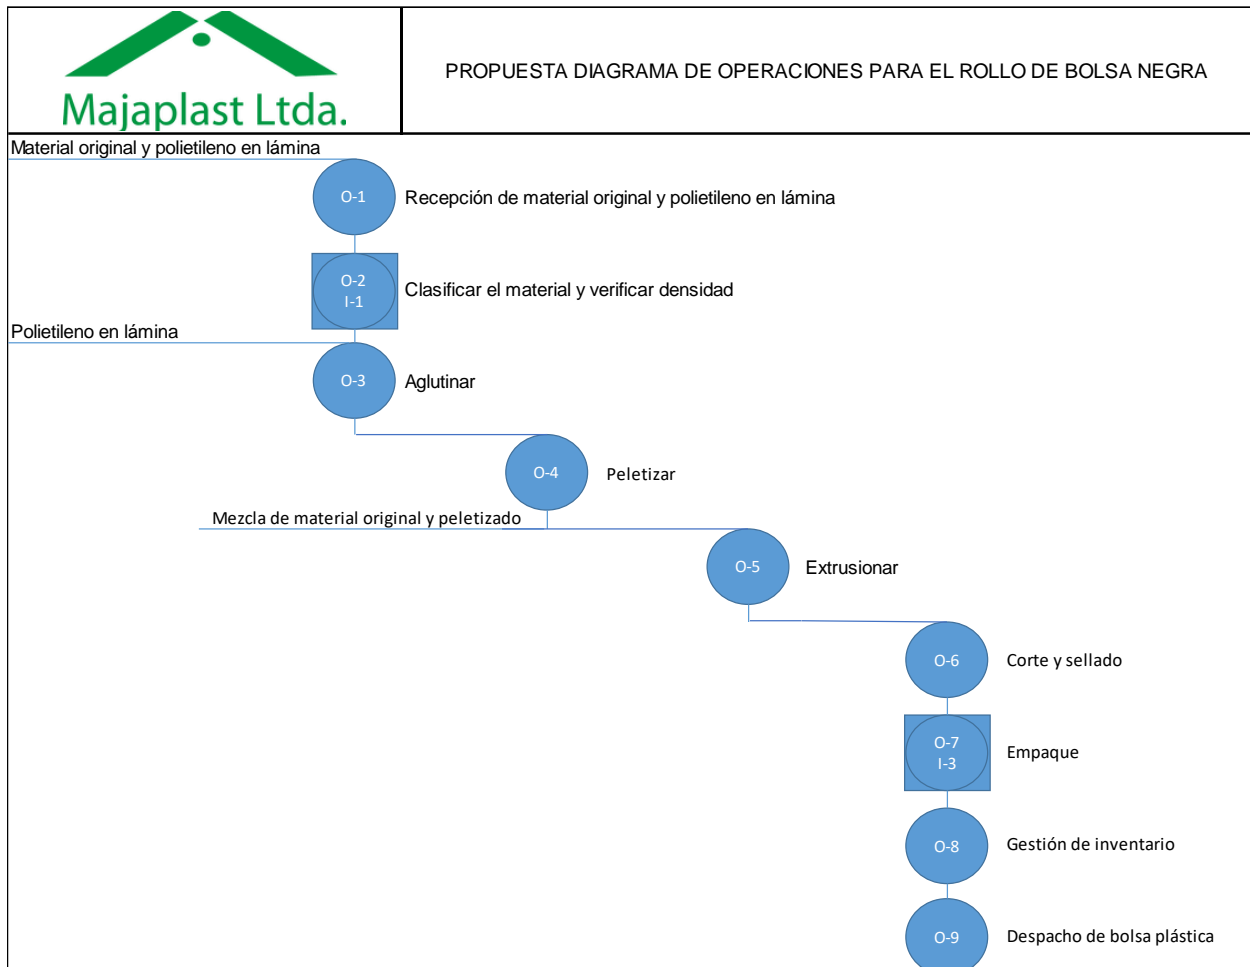 Majaplast Ltda.
PROPUESTA DIAGRAMA DE OPERACIONES PARA EL ROLLO DE BOLSA NEGRA
Material original y polietileno en lámina
O-1
Recepción de material original y polietileno en lámina
O-2
I-1
Clasificar el material y verificar densidad
Polietileno en lámina
O-3
Aglutinar
O-4
Peletizar
Mezcla de material original y peletizado
O-5
Extrusionar
O-6
Corte y sellado
O-7
I-3
Empaque
O-8
Gestión de inventario
O-9
Despacho de bolsa plástica